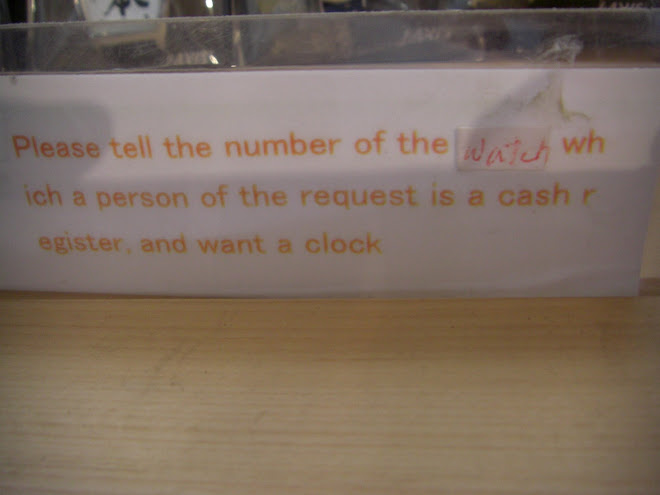 Please tell the number of the watch wh
ich a person of the request is a cash r
egister, and want a clock